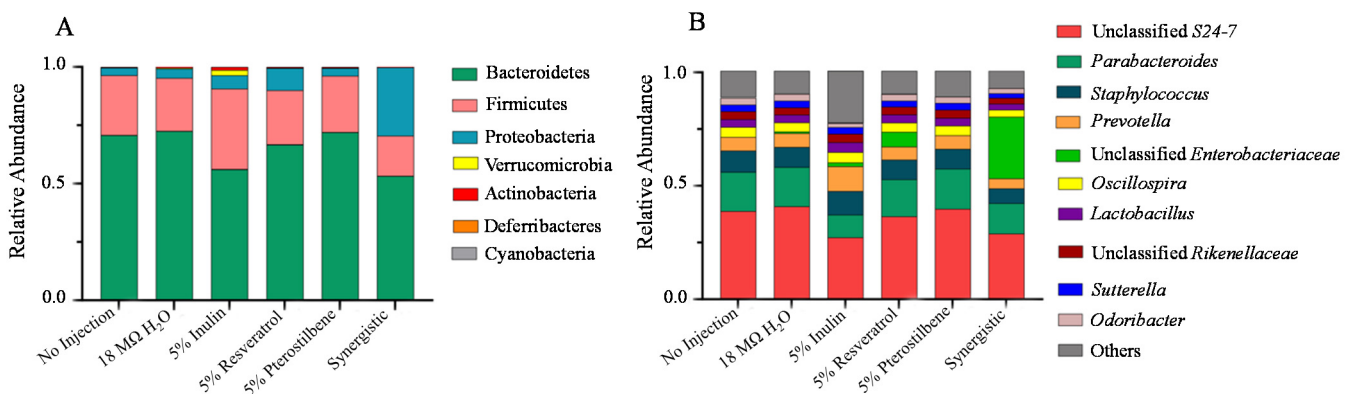 A
Relative Abundance
1.0
0.5
0.0
No Injection
18 MΩ H₂O
5% Inulin
5% Resveratrol
5% Pterostilbene
Synergistic
Bacteroidetes
Firmicutes
Proteobacteria
Verrucomicrobia
Actinobacteria
Deferribacteres
Cyanobacteria
B
Relative Abundance
1.0
0.5
0.0
No Injection
18 MΩ H₂O
5% Inulin
5% Resveratrol
5% Pterostilbene
Synergistic
Unclassified S24-7
Parabacteroides
Staphylococcus
Prevotella
Unclassified Enterobacteriaceae
Oscillospira
Lactobacillus
Unclassified Rikenellaceae
Sutterella
Odoribacter
Others